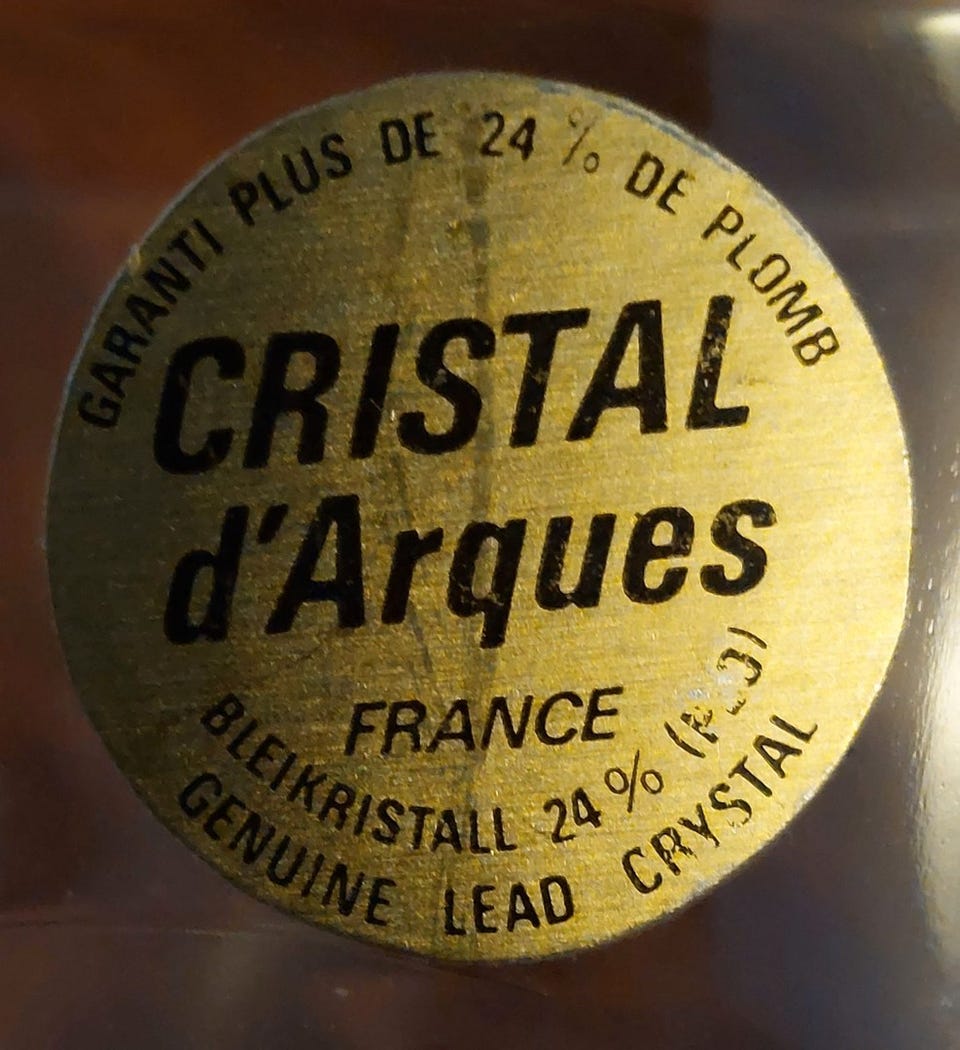 GARANTI PLUS DE 24 % DE PLOMB
CRISTAL
d'Arques
FRANCE
BLEIKRISTALL 24 %
GENUINE LEAD CRYSTAL